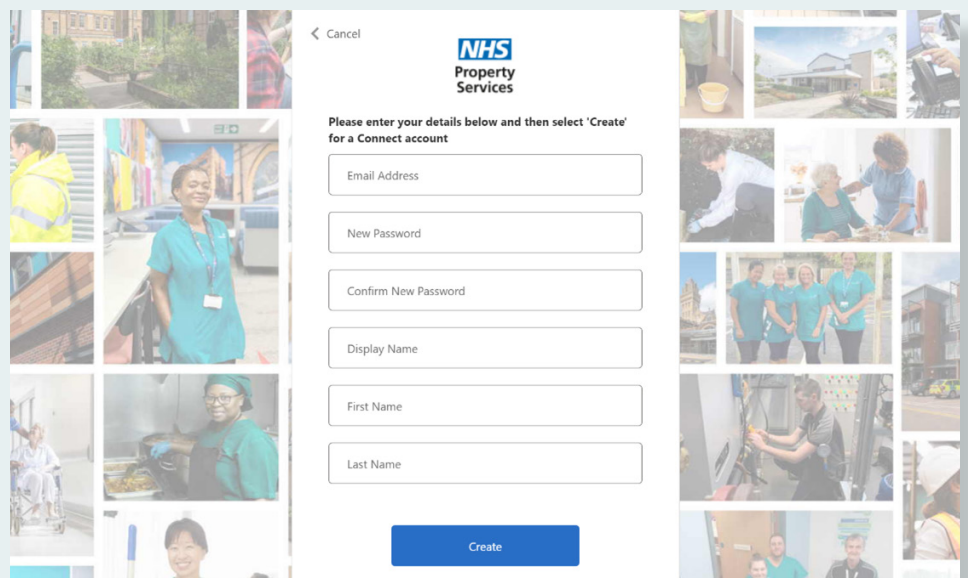 Cancel
NHS
Property
Services
Please enter your details below and then select 'Create'
for a Connect account
Email Address
New Password
Confirm New Password
Display Name
First Name
Last Name
Create